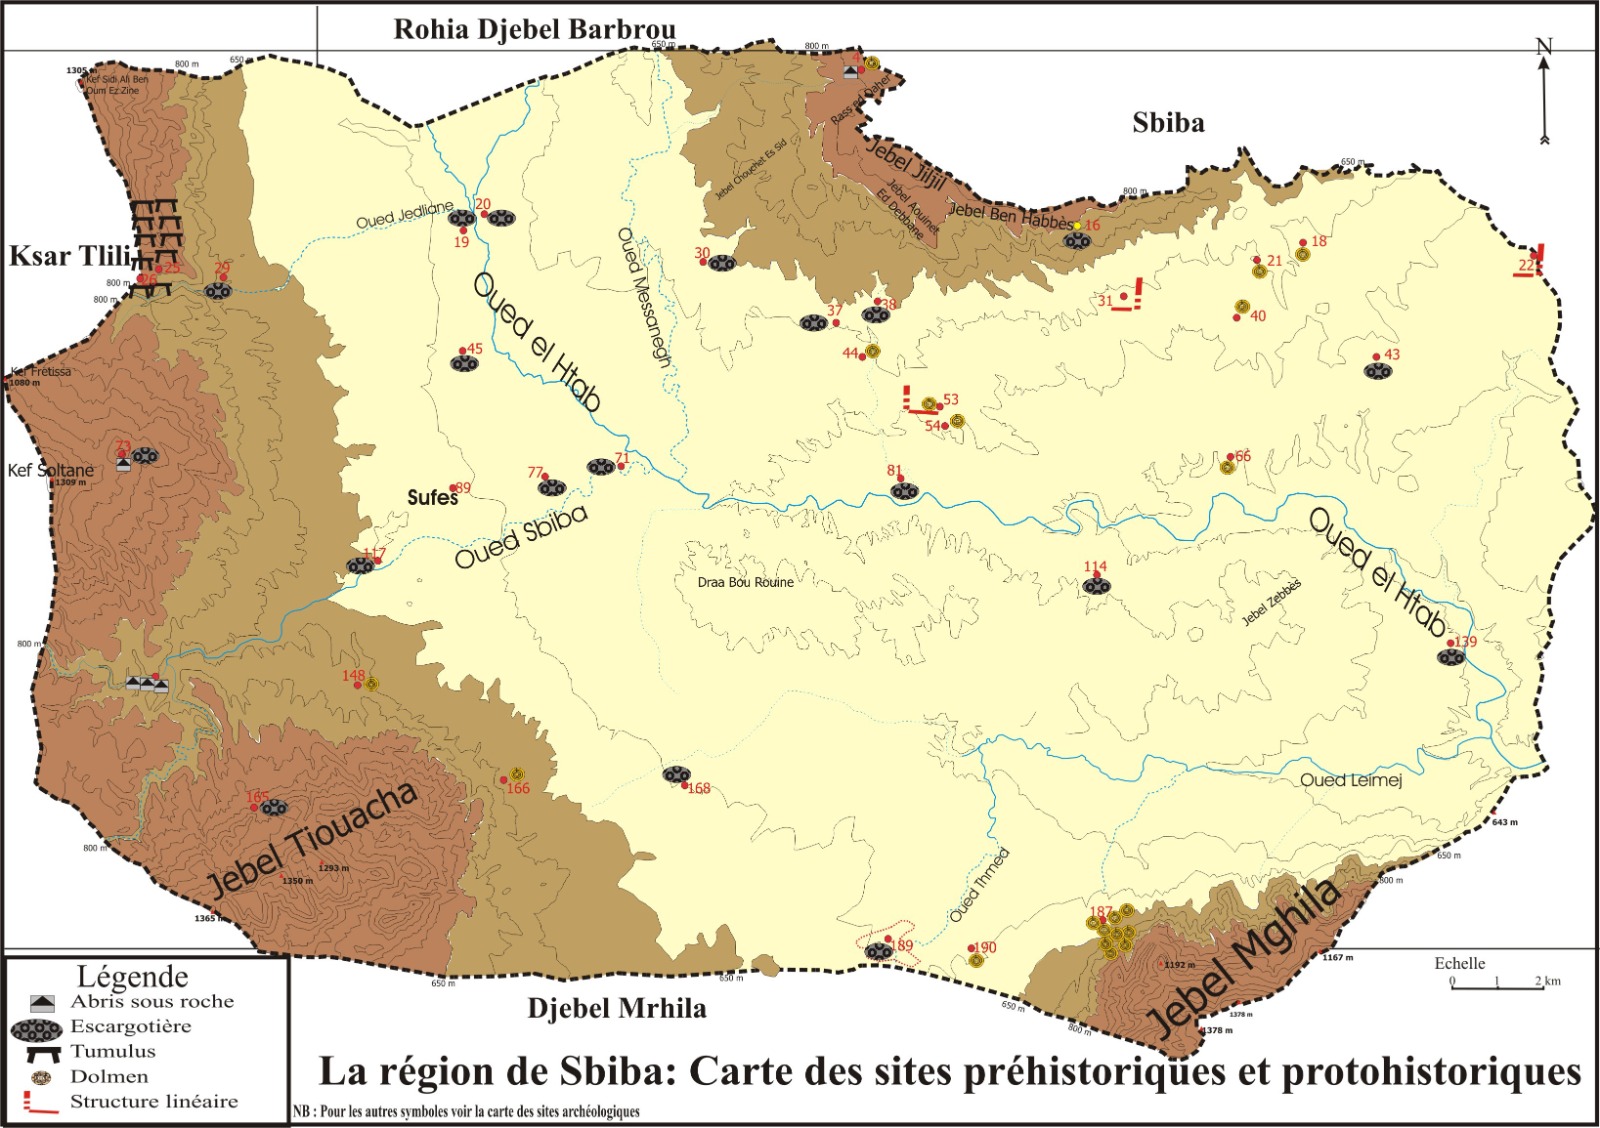 Rohia Djebel Barbrou
650 m
800 m
1305 m
800 m
650 m
Kef Sidi Ali Ben
Oum Ez Zine
4
Rass ed Daher
N
Sbiba
Jebel Chouchet Es Sid
Jebel Jiljil
Jebel Aouinet
Ed Debbane
Jebel Ben Habbès
800 m
650 m
16
Oued Jedliane
20
19
Ksar Tlili
25
26
29
800 m
800 m
30
18
21
22
31
40
37
38
44
43
45
Oued el Htab
Oued Messanegh
Kef Fretissa
1080 m
53
54
66
73
Kef Soltane
1309 m
77
71
81
89
Sufes
Oued Sbiba
117
Draa Bou Rouine
114
Jebel Zebbès
Oued el Htab
139
800 m
148
166
168
165
Jebel Tiouacha
1293 m
1350 m
1365 m
800 m
Oued Leimej
643 m
650 m
800 m
Oued Jhmed
187
189
190
Jebel Mghila
1192 m
1167 m
1378 m
1378 m
650 m
650 m
650 m
800 m
Echelle
0 1 2 km
Djebel Mrhila
Légende
Abris sous roche
Escargotière
Tumulus
Dolmen
Structure linéaire
La région de Sbiba: Carte des sites préhistoriques et protohistoriques
NB : Pour les autres symboles voir la carte des sites archéologiques